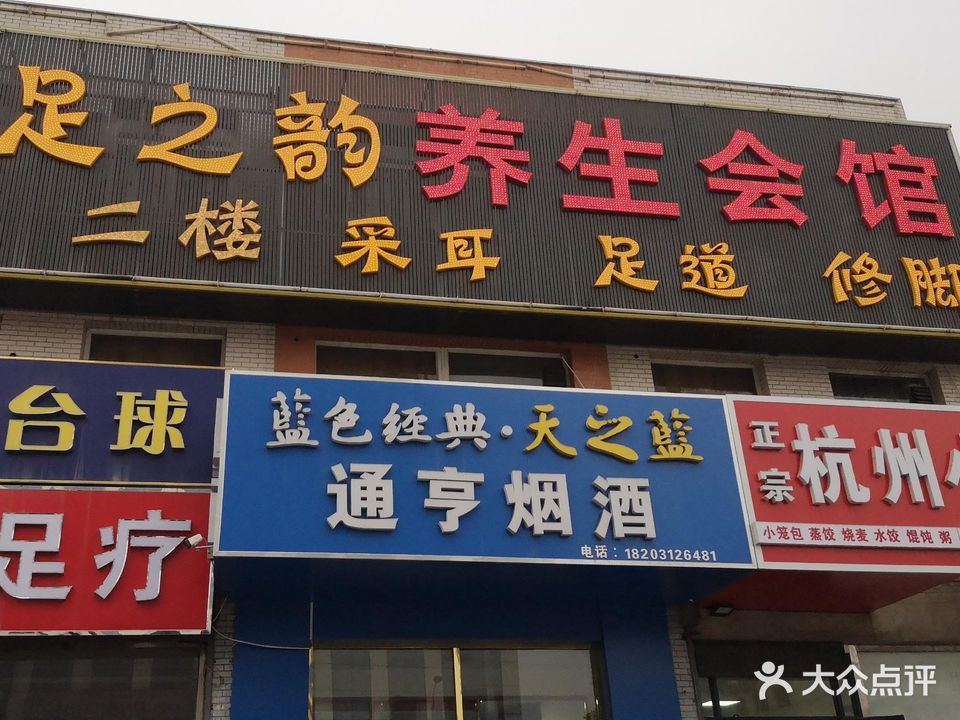 足之韵养生会馆
二楼 采耳 足道 修脚
台球
足疗
藍色经典·天之藍
通亨烟酒
电话：18203126481
正宗
杭州
小笼包 蒸饺 烧麦 水饺 馄饨 粥
大众点评